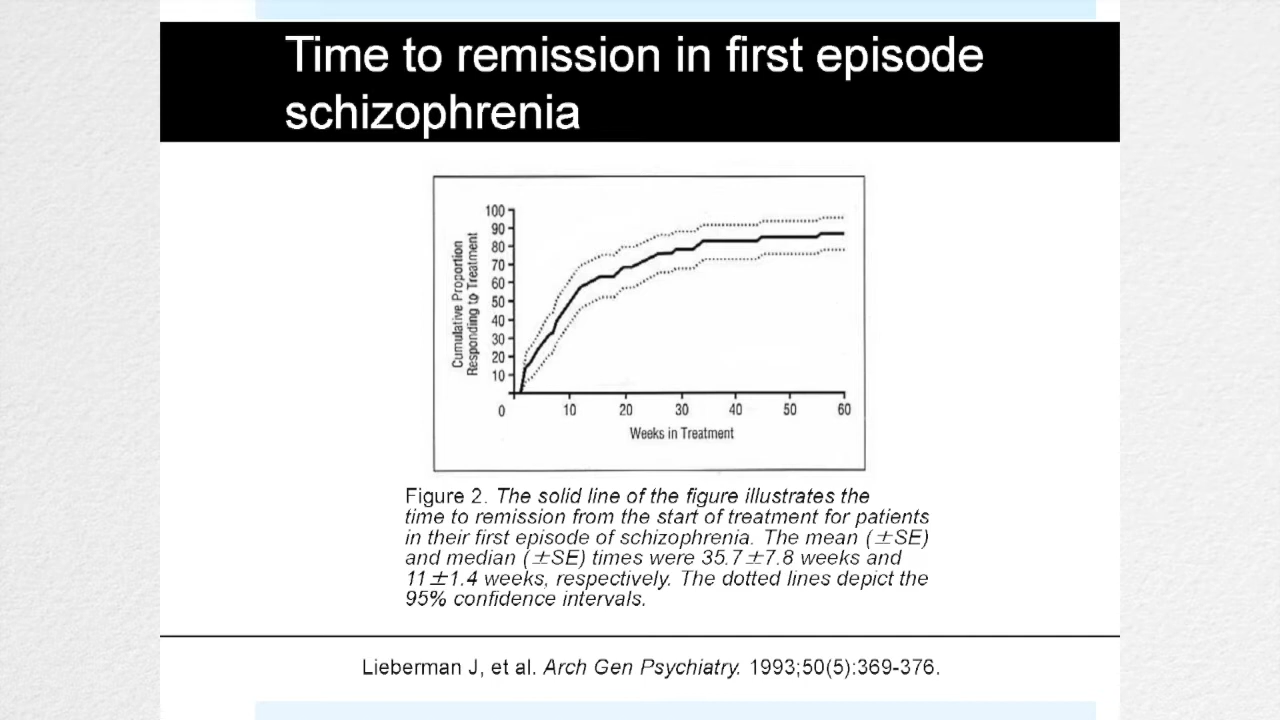 Time to remission in first episode
schizophrenia
Cumulative Proportion
Responding to Treatment
100
90
80
70
60
50
40
30
20
10
0 10 20 30 40 50 60
Weeks in Treatment
Figure 2. The solid line of the figure illustrates the
time to remission from the start of treatment for patients
in their first episode of schizophrenia. The mean (±SE)
and median (±SE) times were 35.7±7.8 weeks and
11±1.4 weeks, respectively. The dotted lines depict the
95% confidence intervals.
Lieberman J, et al. Arch Gen Psychiatry. 1993;50(5):369-376.